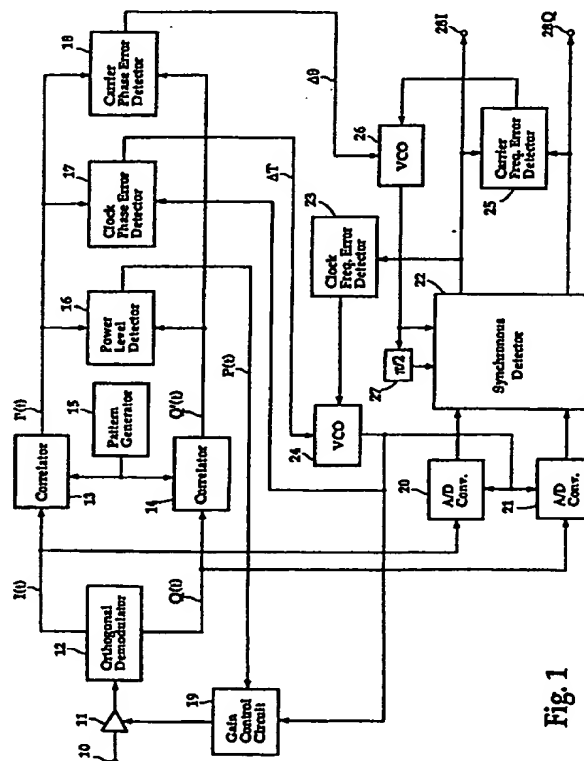 10
11
12
Orthogonal
Demodulator
I(t)
Q(t)
Correlator
13
14
Correlator
15
Pattern
Generator
I'(t)
Q'(t)
16
Power
Level
Detector
17
Clock
Phase Error
Detector
18
Carrier
Phase Error
Detector
P(t)
ΔT
Δθ
19
Gain
Control
Circuit
20
A/D
Conv.
21
A/D
Conv.
22
Synchronous
Detector
23
Clock
Freq. Error
Detector
24
VCO
25
Carrier
Freq. Error
Detector
26
VCO
27
π/2
28I
28Q
Fig. 1